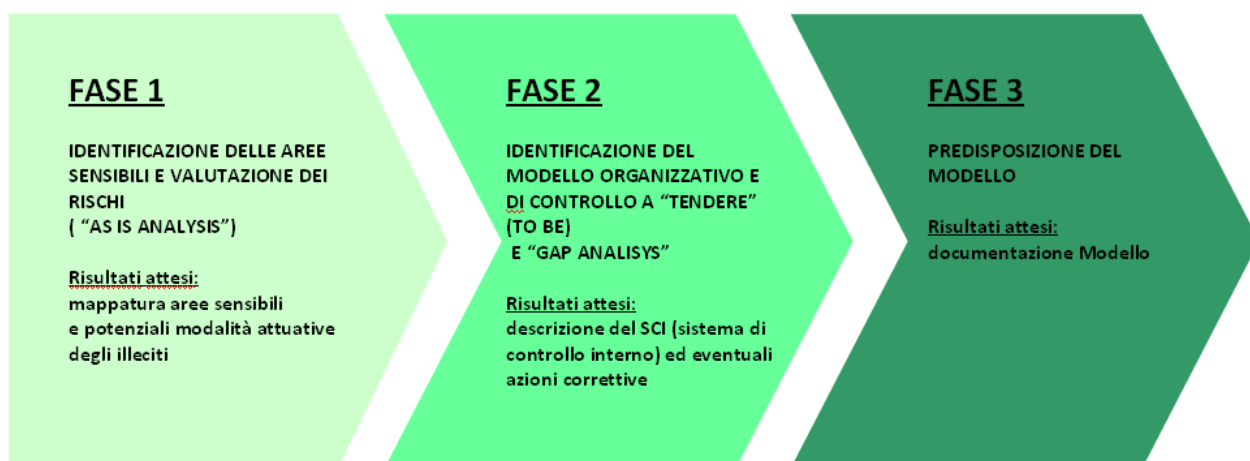 FASE 1
IDENTIFICAZIONE DELLE AREE
SENSIBILI E VALUTAZIONE DEI
RISCHI
( “AS IS ANALYSIS”)
Risultati attesi:
mappatura aree sensibili
e potenziali modalità attuative
degli illeciti
FASE 2
IDENTIFICAZIONE DEL
MODELLO ORGANIZZATIVO E
DI CONTROLLO A “TENDERE”
(TO BE)
E “GAP ANALISYS”
Risultati attesi:
descrizione del SCI (sistema di
controllo interno) ed eventuali
azioni correttive
FASE 3
PREDISPOSIZIONE DEL
MODELLO
Risultati attesi:
documentazione Modello